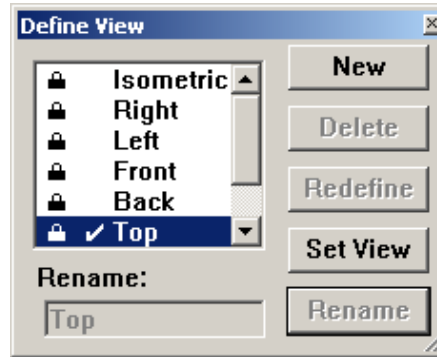 Define View
Isometric
Right
Left
Front
Back
Top
Rename:
Top
New
Delete
Redefine
Set View
Rename